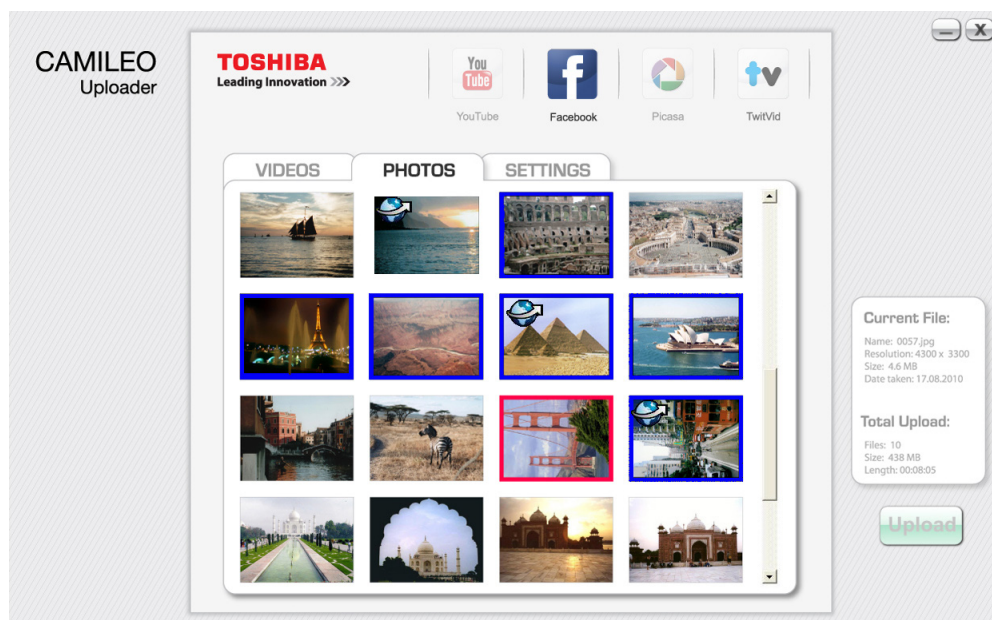 CAMILEO
Uploader
TOSHIBA
Leading Innovation >>>
You
Tube
f
tv
YouTube
Facebook
Picasa
TwitVid
X
VIDEOS
PHOTOS
SETTINGS
Current File:
Name: 0057.jpg
Resolution: 4300 x 3300
Size: 4.6 MB
Date taken: 17.08.2010
Total Upload:
Files: 10
Size: 438 MB
Length: 00:08:05
Upload